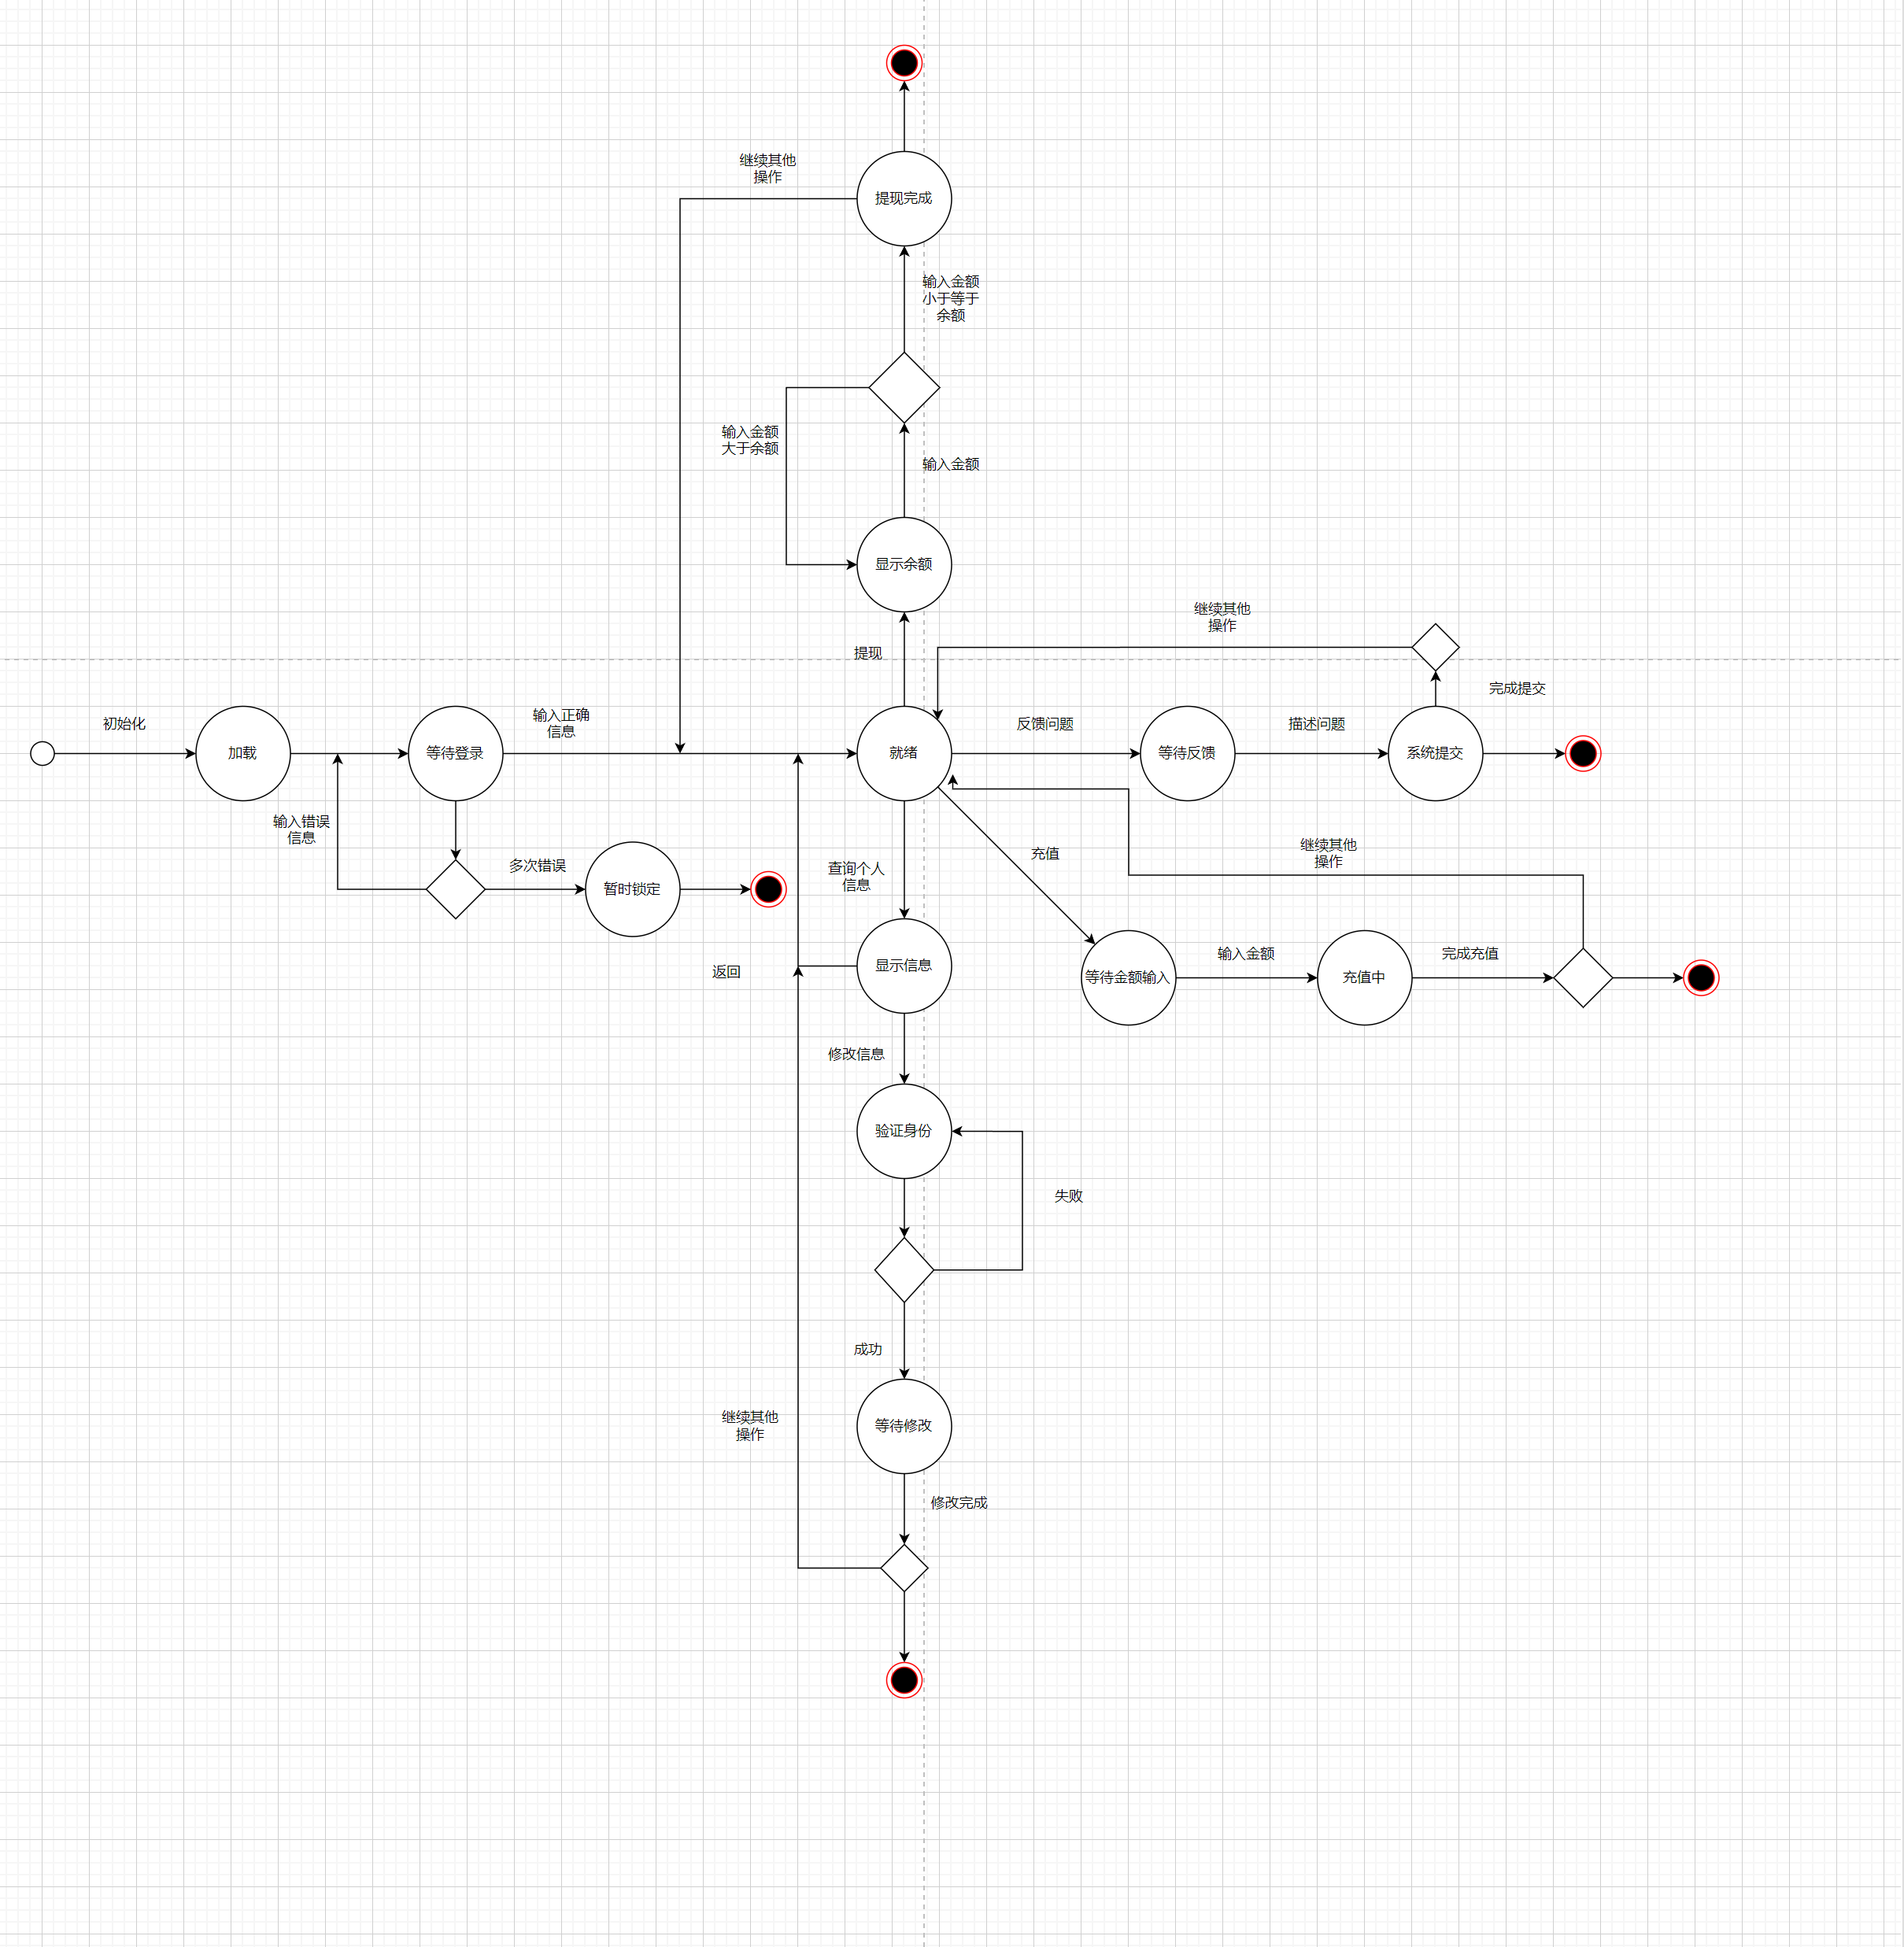 继续其他
操作
提现完成
输入金额
小于等于
余额
输入金额
大于余额
输入金额
显示余额
继续其他
操作
提现
完成提交
初始化
输入正确
信息
反馈问题
描述问题
加载
等待登录
就绪
等待反馈
系统提交
输入错误
信息
多次错误
暂时锁定
查询个人
信息
充值
继续其他
操作
返回
显示信息
输入金额
完成充值
等待金额输入
充值中
修改信息
验证身份
失败
成功
继续其他
操作
等待修改
修改完成